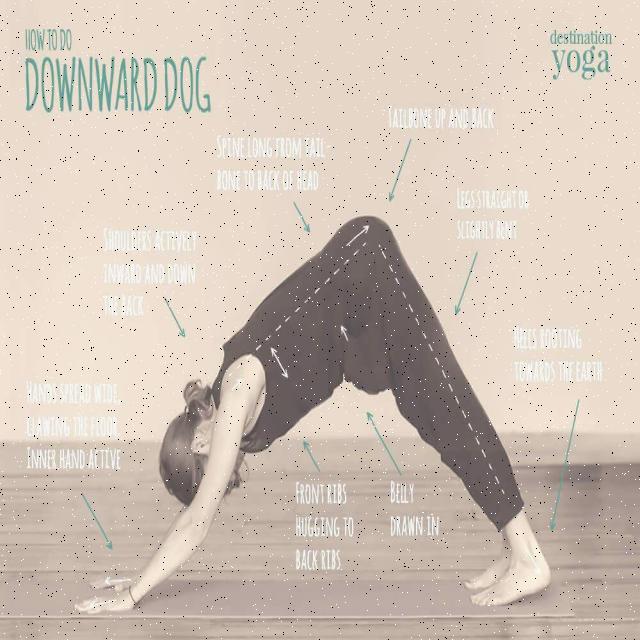 HOW TO DO
DOWNWARD DOG
destination
yoga
TAILBONE UP AND BACK
SPINE LONG FROM TAIL
BONE TO BACK OF HEAD
LEGS STRAIGHT OR
SLIGHTLY BENT
SHOULDERS ACTIVELY
INWARD AND DOWN
THE BACK
HEELS ROOTING
TOWARDS THE EARTH
HANDS SPREAD WIDE,
CLAWING THE FLOOR,
INNER HAND ACTIVE
FRONT RIBS
HUGGING TO
BACK RIBS
BELLY
DRAWN IN